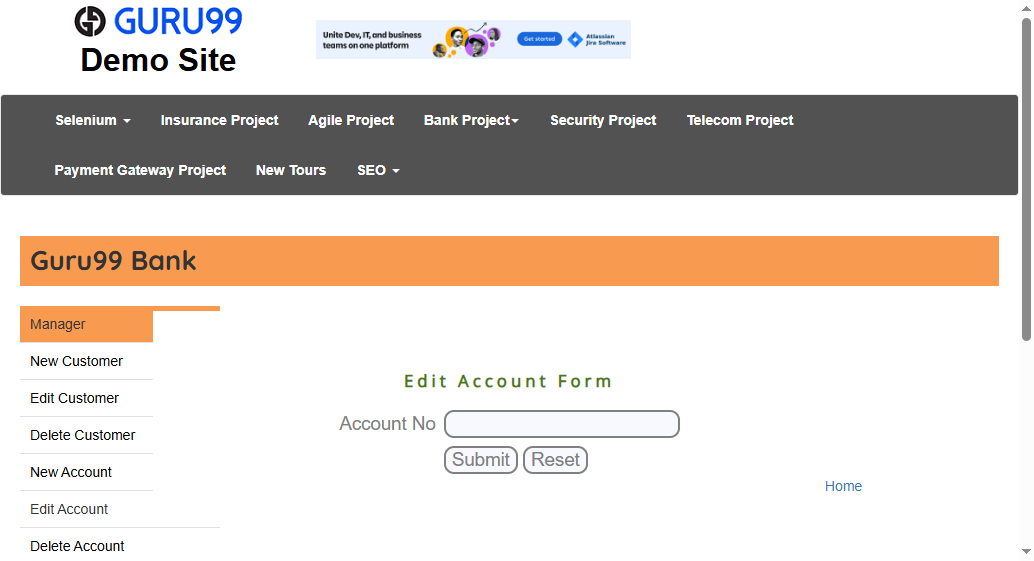 GURU99
Demo Site
Unite Dev, IT, and business
teams on one platform
Get started
Atlassian
Jira Software
Selenium
Insurance Project
Agile Project
Bank Project
Security Project
Telecom Project
Payment Gateway Project
New Tours
SEO
Guru99 Bank
Manager
New Customer
Edit Customer
Delete Customer
New Account
Edit Account
Delete Account
Edit Account Form
Account No
Submit
Reset
Home